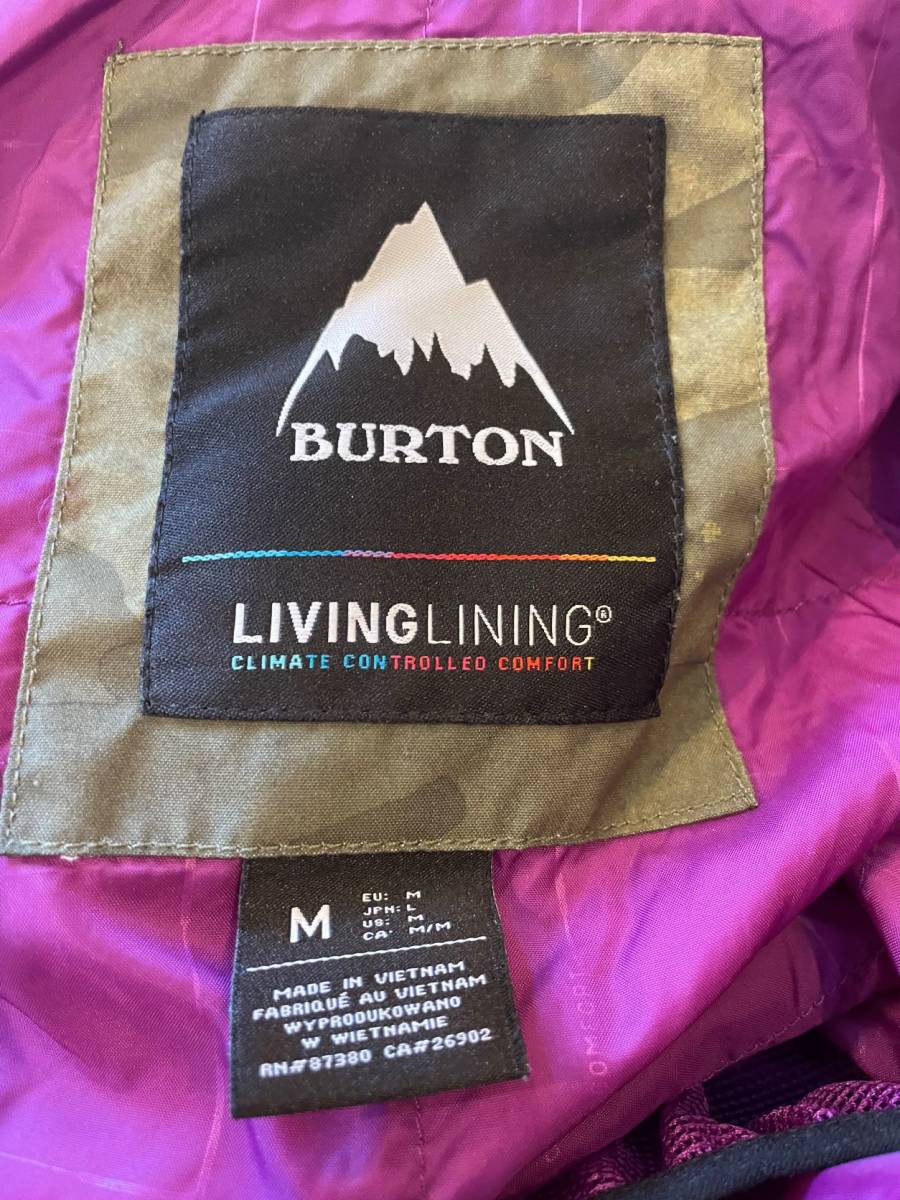 BURTON
LIVINGLINING®
CLIMATE CONTROLLED COMFORT
M
EU: M
JPN: L
US: M
CA: M/M
MADE IN VIETNAM
FABRIQUÉ AU VIETNAM
WYPRODUKOWANO
W WIETNAMIE
RN#87380 CA#26902
OMFORT